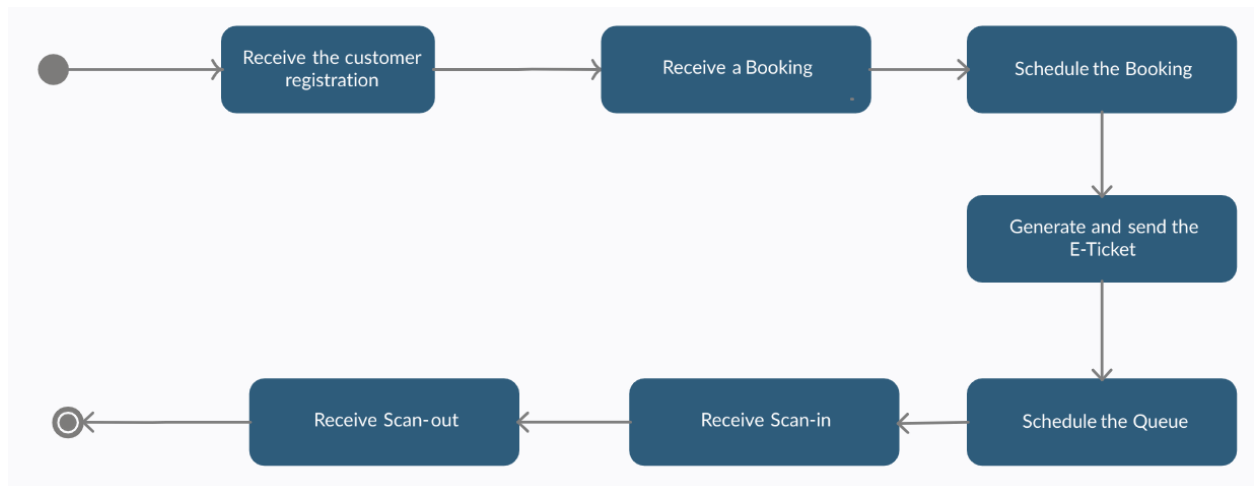 Receive the customer
registration
Receive a Booking
Schedule the Booking
Generate and send the
E-Ticket
Schedule the Queue
Receive Scan-in
Receive Scan-out